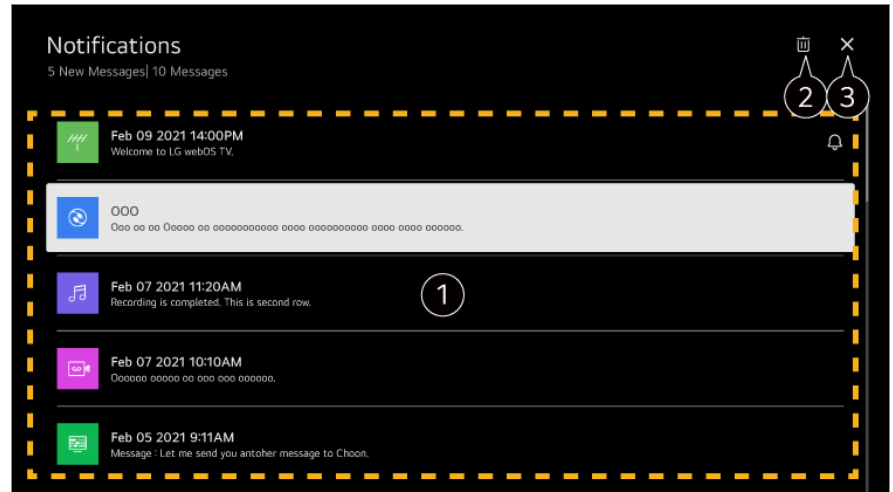 Notifications
5 New Messages| 10 Messages
2 3
Feb 09 2021 14:00PM
Welcome to LG webOS TV.
OOO
Ooo oo oo Ooooo oo ooooooooooo oooo oooooooooo oooo oooo oooooo.
Feb 07 2021 11:20AM
Recording is completed. This is second row.
1
Feb 07 2021 10:10AM
Oooooo ooooo oo ooo ooo oooooo.
Feb 05 2021 9:11AM
Message : Let me send you antoher message to Choon.